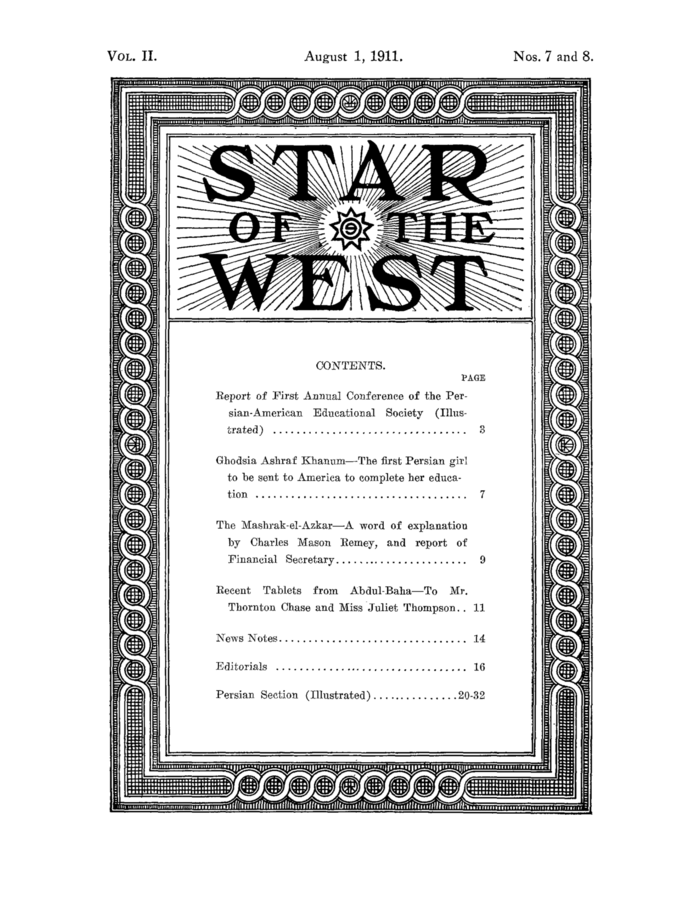 VOL. II. August 1, 1911. Nos. 7 and 8.
STAR
OF THE
WEST
CONTENTS.
PAGE
Report of First Annual Conference of the Per-
sian-American Educational Society (Illus-
trated) ................................ 3
Ghodsia Ashraf Khanum—The first Persian girl
to be sent to America to complete her educa-
tion .................................... 7
The Mashrak-el-Azkar—A word of explanation
by Charles Mason Remey, and report of
Financial Secretary...................... 9
Recent Tablets from Abdul-Baha—To Mr.
Thornton Chase and Miss Juliet Thompson.. 11
News Notes................................ 14
Editorials ................................ 16
Persian Section (Illustrated)...............20-32